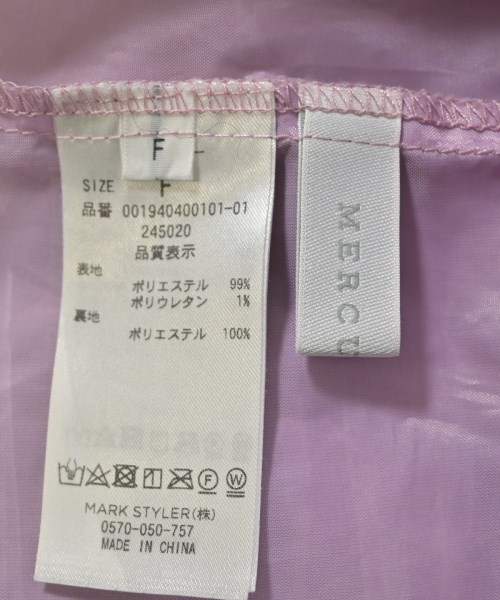 F
SIZE F
品番 001940400101-01
245020
品質表示
表地
ポリエステル 99%
ポリウレタン 1%
裏地
ポリエステル 100%
F W
MARK STYLER(株)
0570-050-757
MADE IN CHINA
MERCU